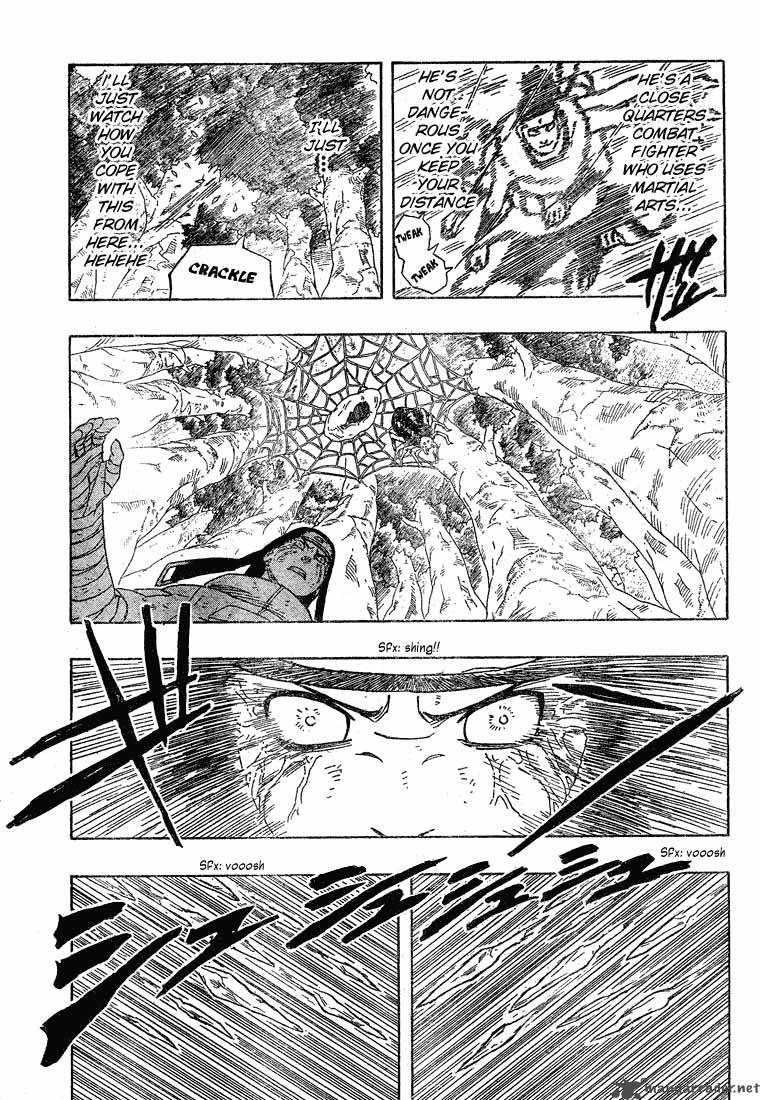 HE'S A
CLOSE
QUARTERS
COMBAT
FIGHTER
WHO USES
MARTIAL
ARTS...
HE'S
NOT
DANGE-
ROUS
ONCE YOU
KEEP
YOUR
DISTANCE
TWEAK
TWEAK
I'LL
JUST
...
I'LL
JUST
WATCH
HOW
YOU
COPE
WITH
THIS
FROM
HERE...
HEHEHE
CRACKLE
Sfx: shing!!
Sfx: vooosh
シュ
シュ
シュ
Sfx: vooosh
シュ
mangareader.net